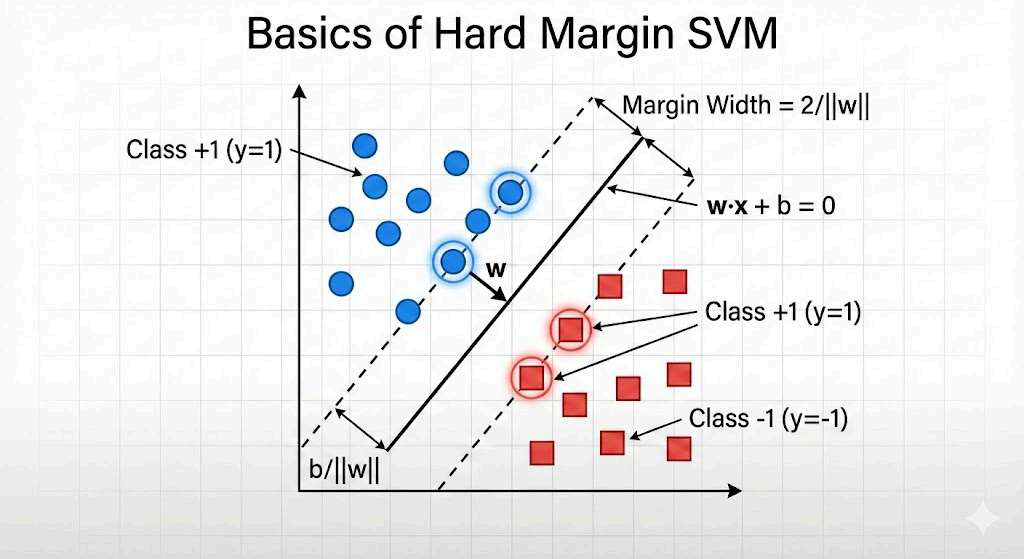 Basics of Hard Margin SVM
Margin Width = 2/||w||
Class +1 (y=1)
w·x + b = 0
w
Class +1 (y=1)
Class -1 (y=-1)
b/||w||